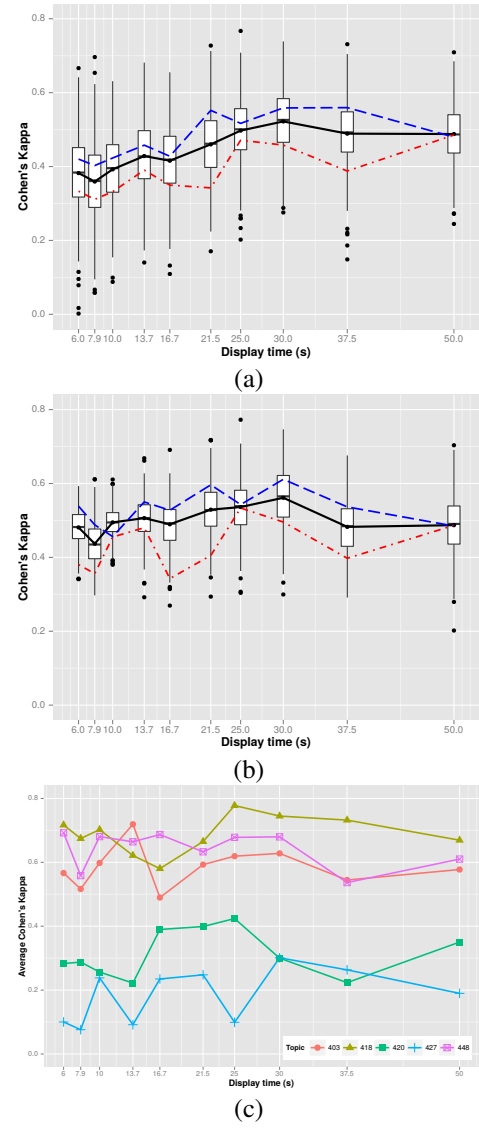 0.8
0.6
0.4
0.2
0.0
Cohen's Kappa
6.0 7.9 10.0 13.7 16.7 21.5 25.0 30.0 37.5 50.0
Display time (s)
(a)
0.8
0.6
0.4
0.2
0.0
Cohen's Kappa
6.0 7.9 10.0 13.7 16.7 21.5 25.0 30.0 37.5 50.0
Display time (s)
(b)
0.8
0.6
0.4
0.2
0.0
Average Cohen's Kappa
Topic 403 418 420 427 448
6 7.9 10 13.7 16.7 21.5 25 30 37.5 50
Display time (s)
(c)